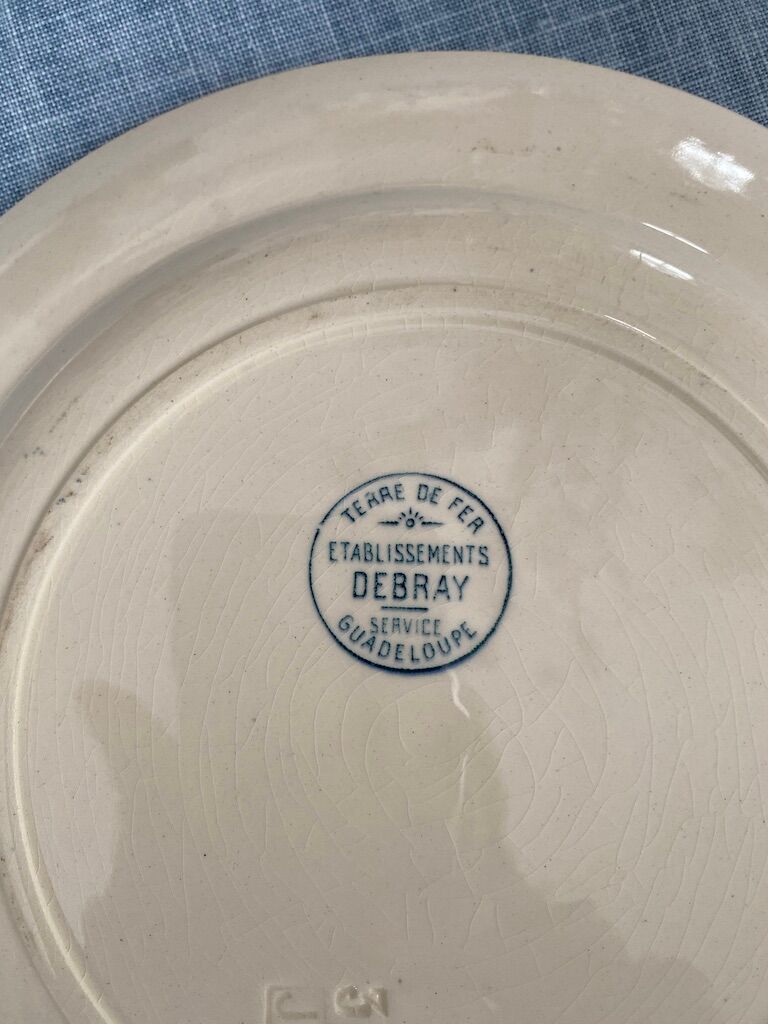 TERRE DE FER
ETABLISSEMENTS
DEBRAY
SERVICE
GUADELOUPE